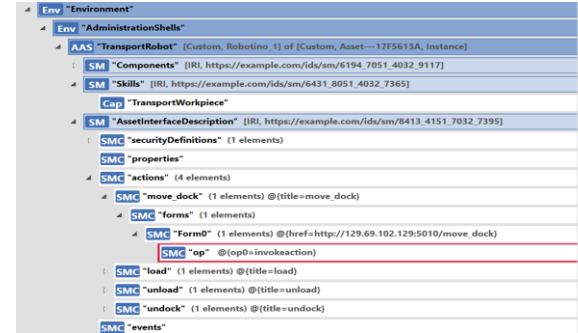 Env "Environment"
Env "AdministrationShells"
AAS "TransportRobot" [Custom, Robotino_1] of [Custom, Asset---17F5613A, Instance]
SM "Components" [IRI, https://example.com/ids/sm/6194_7051_4032_9117]
SM "Skills" [IRI, https://example.com/ids/sm/6431_8051_4032_7365]
Cap "TransportWorkpiece"
SM "AssetInterfaceDescription" [IRI, https://example.com/ids/sm/8413_4151_7032_7395]
SMC "securityDefinitions" (1 elements)
SMC "properties"
SMC "actions" (4 elements)
SMC "move_dock" (1 elements) @{title=move_dock}
SMC "forms" (1 elements)
SMC "Form0" (1 elements) @{href=http://129.69.102.129:5010/move_dock}
SMC "op" @{op0=invokeaction}
SMC "load" (1 elements) @{title=load}
SMC "unload" (1 elements) @{title=unload}
SMC "undock" (1 elements) @{title=undock}
SMC "events"